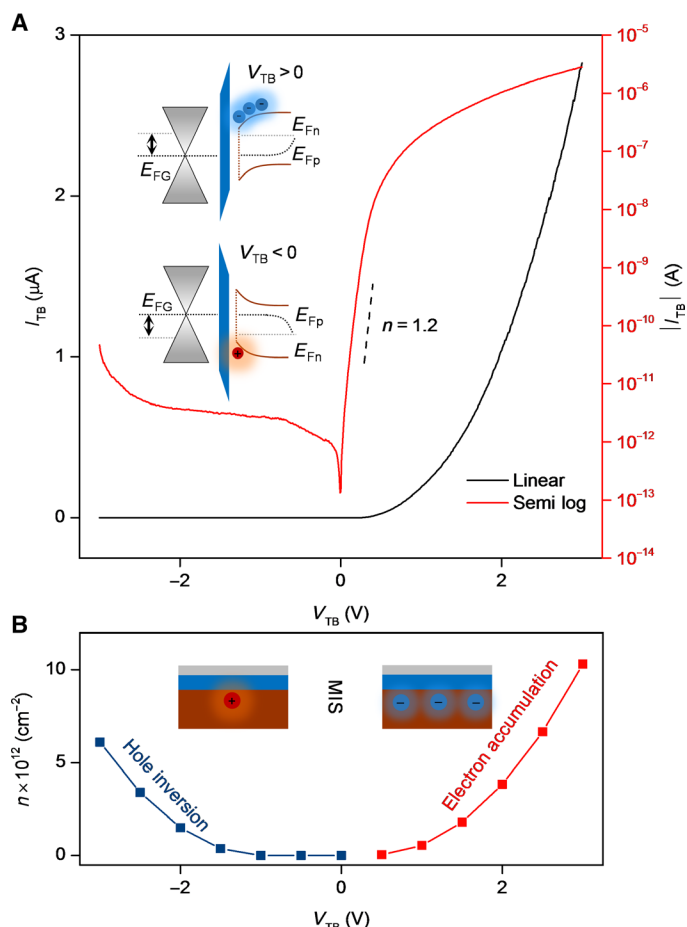 A
3
2
1
0
I_TB (μA)
10⁻⁵
10⁻⁶
10⁻⁷
10⁻⁸
10⁻⁹
10⁻¹⁰
10⁻¹¹
10⁻¹²
10⁻¹³
10⁻¹⁴
|I_TB| (A)
V_TB > 0
E_Fn
E_Fp
E_FG
− − −
V_TB < 0
E_FG
E_Fp
E_Fn
+
n = 1.2
Linear
Semi log
−2
0
2
V_TB (V)
B
10
5
0
n × 10¹² (cm⁻²)
Hole inversion
+
MIS
− − −
Electron accumulation
−2
0
2
V_TB (V)